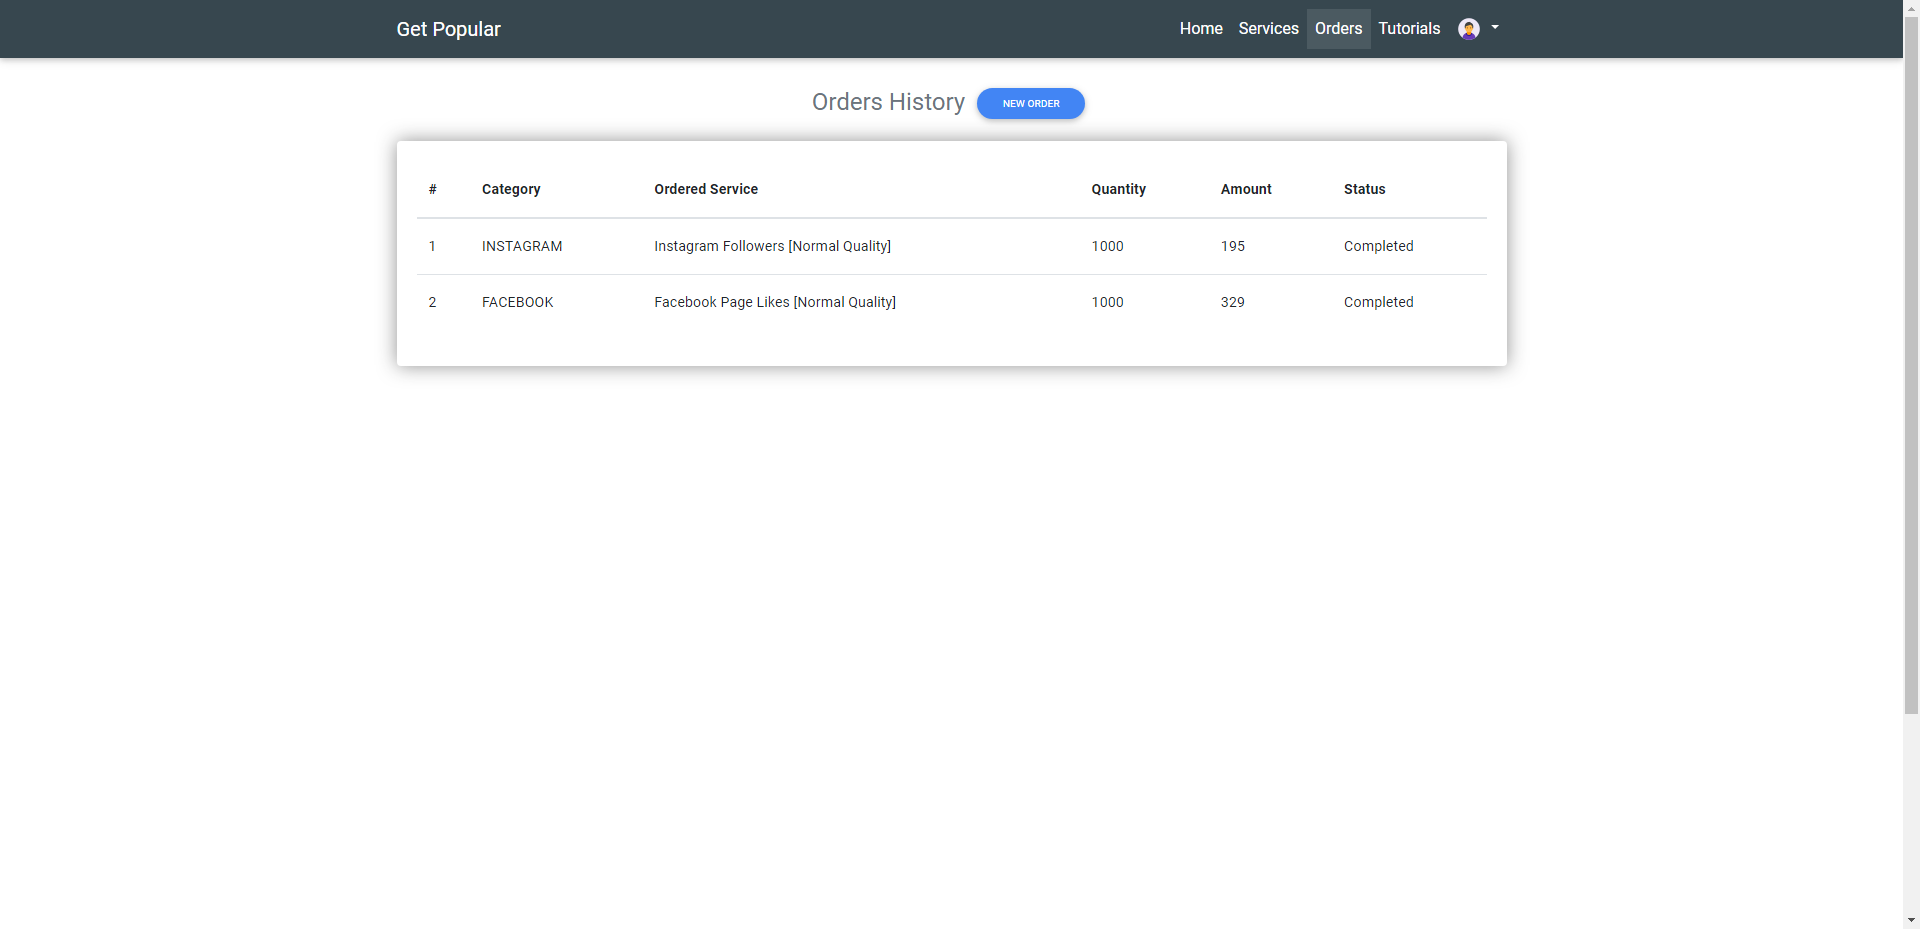 Get Popular Home Services Orders Tutorials
Orders History NEW ORDER
# Category Ordered Service Quantity Amount Status
1 INSTAGRAM Instagram Followers [Normal Quality] 1000 195 Completed
2 FACEBOOK Facebook Page Likes [Normal Quality] 1000 329 Completed